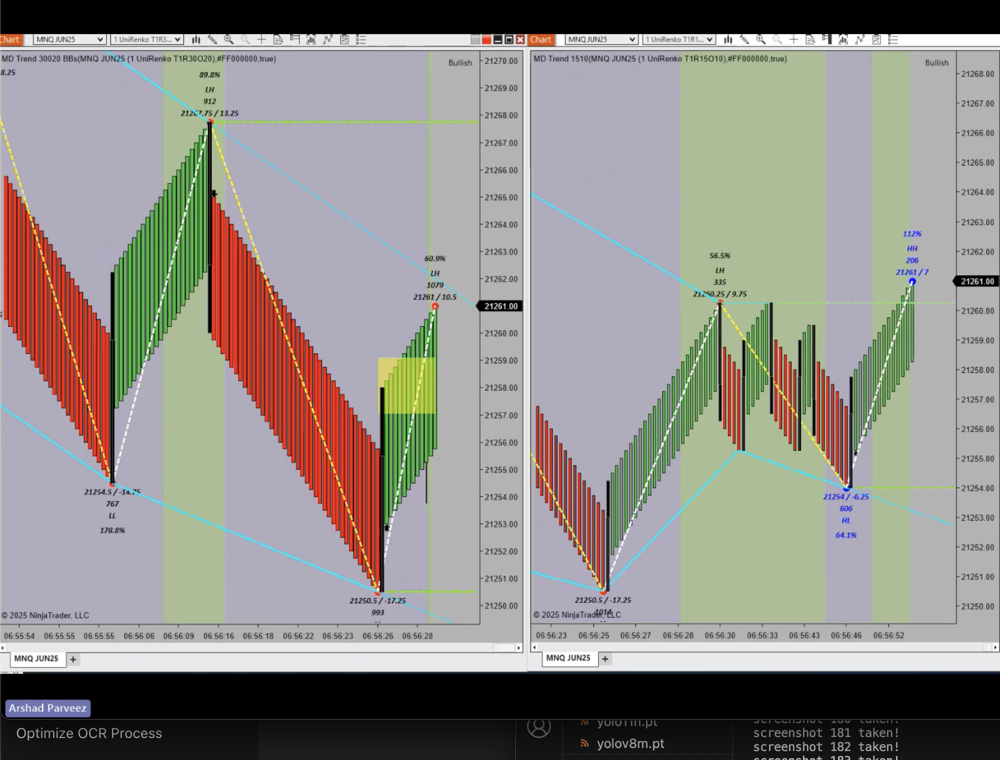 Chart
MNQ JUN25
1 UniRenko T1R3...
MD Trend 30020 BBs(MNQ JUN25 (1 UniRenko T1R30O20),#FF000000,true)
Bullish
8.25
89.8%
LH
912
21267.75 / 13.25
60.9%
LH
1079
21261 / 10.5
21254.5 / -14.25
767
LL
178.8%
21250.5 / -17.25
993
21270.00
21269.00
21268.00
21267.00
21266.00
21265.00
21264.00
21263.00
21262.00
21261.00
21260.00
21259.00
21258.00
21257.00
21256.00
21255.00
21254.00
21253.00
21252.00
21251.00
21250.00
© 2025 NinjaTrader, LLC
06:55:54 06:55:55 06:55:55 06:56:06 06:56:09 06:56:16 06:56:18 06:56:22 06:56:23 06:56:26 06:56:28
MNQ JUN25 +
Chart
MNQ JUN25
1 UniRenko T1R1...
MD Trend 1510(MNQ JUN25 (1 UniRenko T1R15O10),#FF000000,true)
Bullish
56.5%
LH
335
21260.25 / 9.75
112%
HH
206
21261 / 7
21254 / -6.25
606
HL
64.1%
21250.5 / -17.25
1014
21268.00
21267.00
21266.00
21265.00
21264.00
21263.00
21262.00
21261.00
21260.00
21259.00
21258.00
21257.00
21256.00
21255.00
21254.00
21253.00
21252.00
21251.00
21250.00
© 2025 NinjaTrader, LLC
06:56:23 06:56:25 06:56:27 06:56:28 06:56:30 06:56:33 06:56:43 06:56:46 06:56:52
MNQ JUN25 +
Arshad Parveez
Optimize OCR Process
yolo11n.pt
yolov8m.pt
screenshot 180 taken!
screenshot 181 taken!
screenshot 182 taken!
screenshot 183 taken!